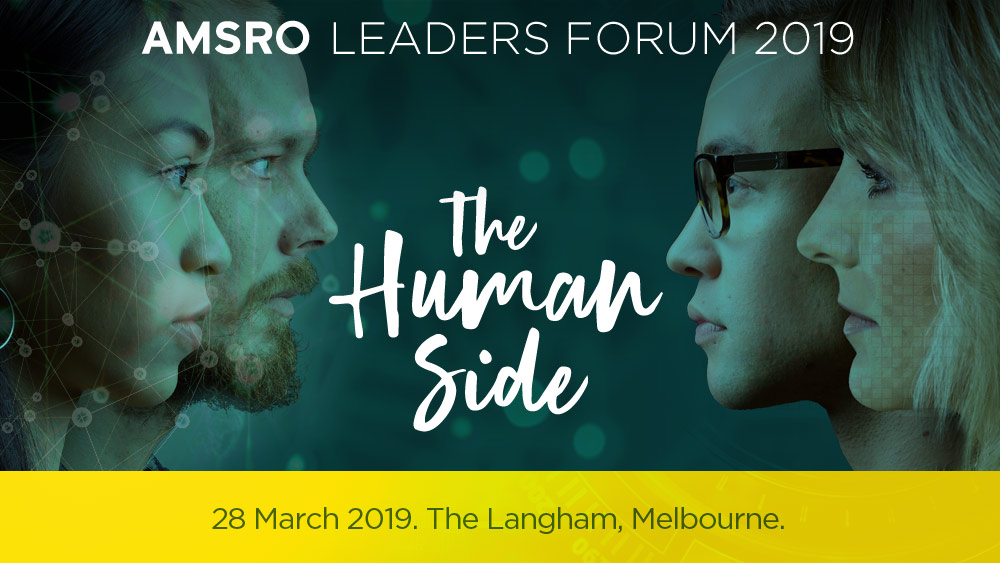 AMSRO LEADERS FORUM 2019
The
Human
Side
28 March 2019. The Langham, Melbourne.